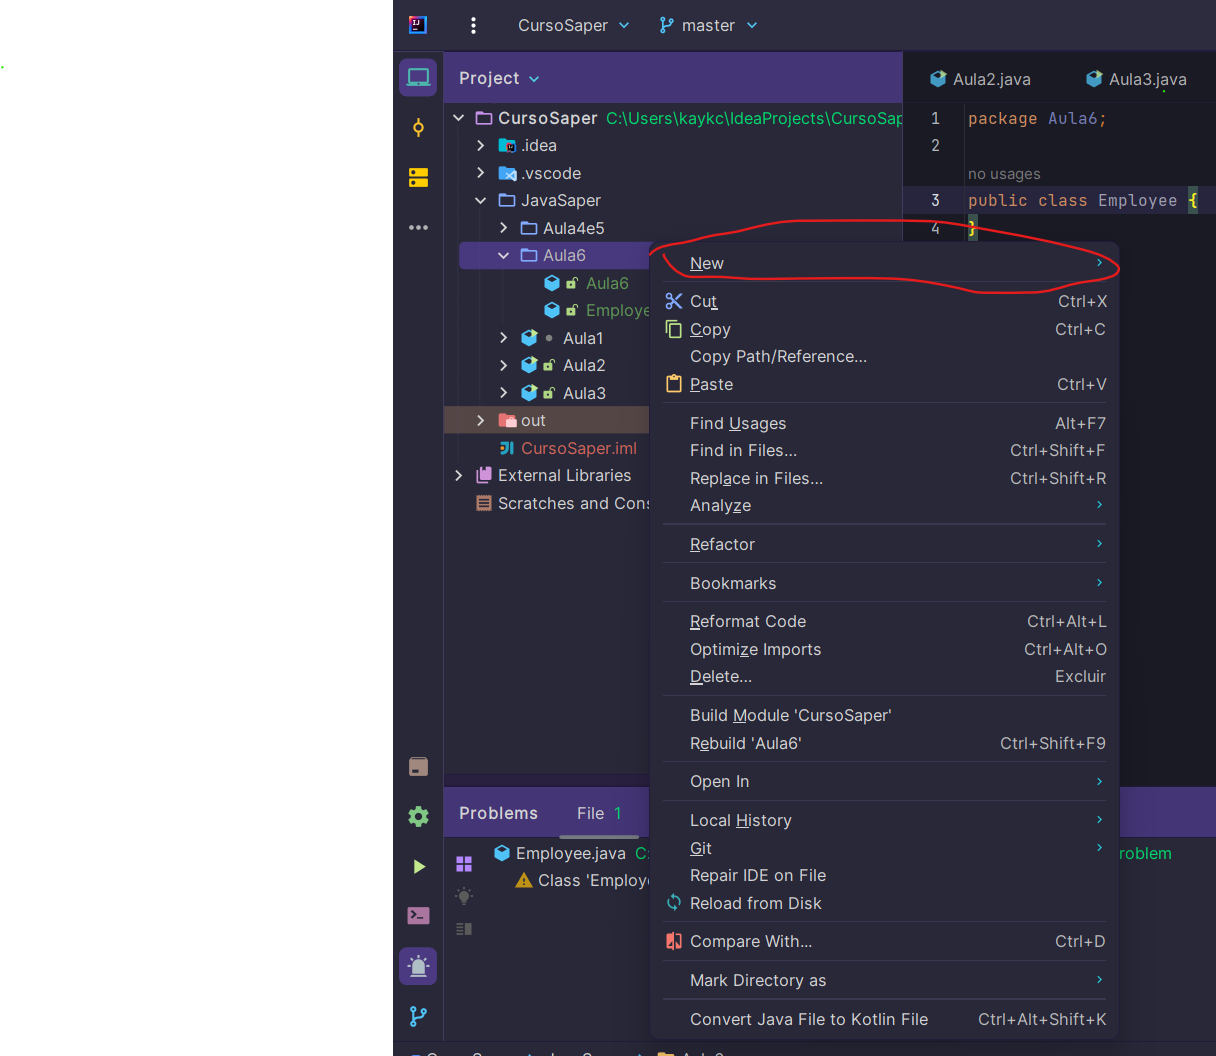 CursoSaper master
Project
Aula2.java Aula3.java
CursoSaper C:\Users\kaykc\IdeaProjects\CursoSap
.idea
.vscode
JavaSaper
Aula4e5
Aula6
Aula6
Employe
Aula1
Aula2
Aula3
out
CursoSaper.iml
External Libraries
Scratches and Cons
1 package Aula6;
2
no usages
3 public class Employee {
4 }
New
Cut Ctrl+X
Copy Ctrl+C
Copy Path/Reference...
Paste Ctrl+V
Find Usages Alt+F7
Find in Files... Ctrl+Shift+F
Replace in Files... Ctrl+Shift+R
Analyze
Refactor
Bookmarks
Reformat Code Ctrl+Alt+L
Optimize Imports Ctrl+Alt+O
Delete... Excluir
Build Module 'CursoSaper'
Rebuild 'Aula6' Ctrl+Shift+F9
Open In
Local History
Git
Repair IDE on File
Reload from Disk
Compare With... Ctrl+D
Mark Directory as
Convert Java File to Kotlin File Ctrl+Alt+Shift+K
Problems File 1
Employee.java C: roblem
Class 'Employe